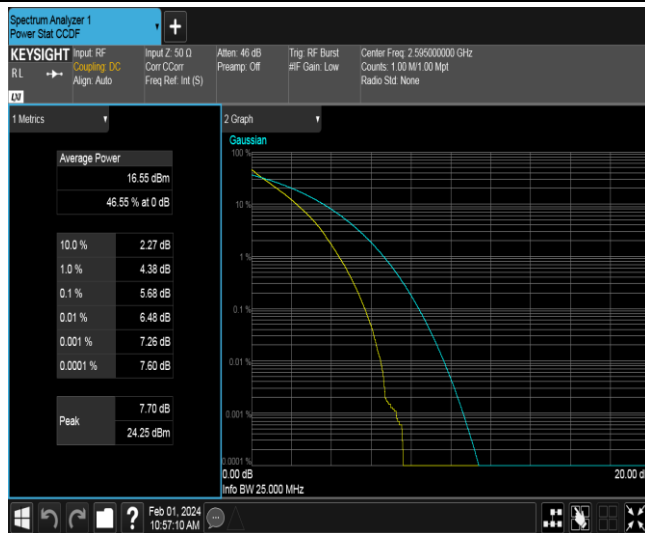 Spectrum Analyzer 1
Power Stat CCDF
+
KEYSIGHT
RL
Input: RF
Coupling: DC
Align: Auto
Input Z: 50 Ω
Corr CCorr
Freq Ref: Int (S)
Atten: 46 dB
Preamp: Off
Trig: RF Burst
#IF Gain: Low
Center Freq: 2.595000000 GHz
Counts: 1.00 M/1.00 Mpt
Radio Std: None
LXI
1 Metrics
Average Power
16.55 dBm
46.55 % at 0 dB
10.0 % 2.27 dB
1.0 % 4.38 dB
0.1 % 5.68 dB
0.01 % 6.48 dB
0.001 % 7.26 dB
0.0001 % 7.60 dB
Peak
7.70 dB
24.25 dBm
2 Graph
Gaussian
100 %
10 %
1 %
0.1 %
0.01 %
0.001 %
0.0001 %
0.00 dB
20.00 d
Info BW 25.000 MHz
?
Feb 01, 2024
10:57:10 AM